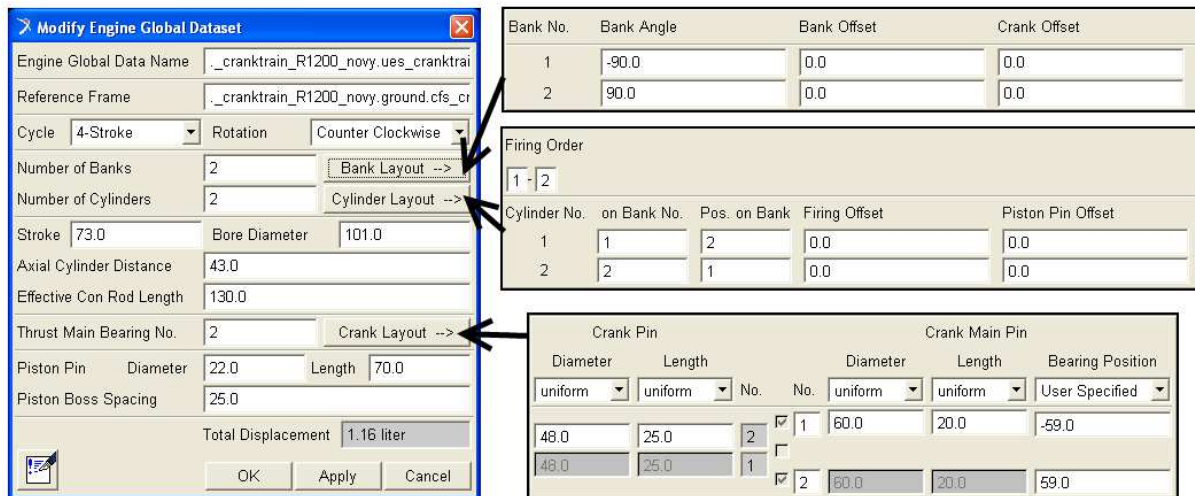 Modify Engine Global Dataset
Engine Global Data Name ._cranktrain_R1200_novy.ues_cranktrai
Reference Frame ._cranktrain_R1200_novy.ground.cfs_cr
Cycle 4-Stroke Rotation Counter Clockwise
Number of Banks 2 Bank Layout -->
Number of Cylinders 2 Cylinder Layout -->
Stroke 73.0 Bore Diameter 101.0
Axial Cylinder Distance 43.0
Effective Con Rod Length 130.0
Thrust Main Bearing No. 2 Crank Layout -->
Piston Pin Diameter 22.0 Length 70.0
Piston Boss Spacing 25.0
Total Displacement 1.16 liter
OK Apply Cancel
Bank No. Bank Angle Bank Offset Crank Offset
1 -90.0 0.0 0.0
2 90.0 0.0 0.0
Firing Order
1 - 2
Cylinder No. on Bank No. Pos. on Bank Firing Offset Piston Pin Offset
1 1 2 0.0 0.0
2 2 1 0.0 0.0
Crank Pin Crank Main Pin
Diameter Length Diameter Length Bearing Position
uniform uniform No. No. uniform uniform User Specified
1 60.0 20.0 -59.0
48.0 25.0 2
48.0 25.0 1
2 60.0 20.0 59.0